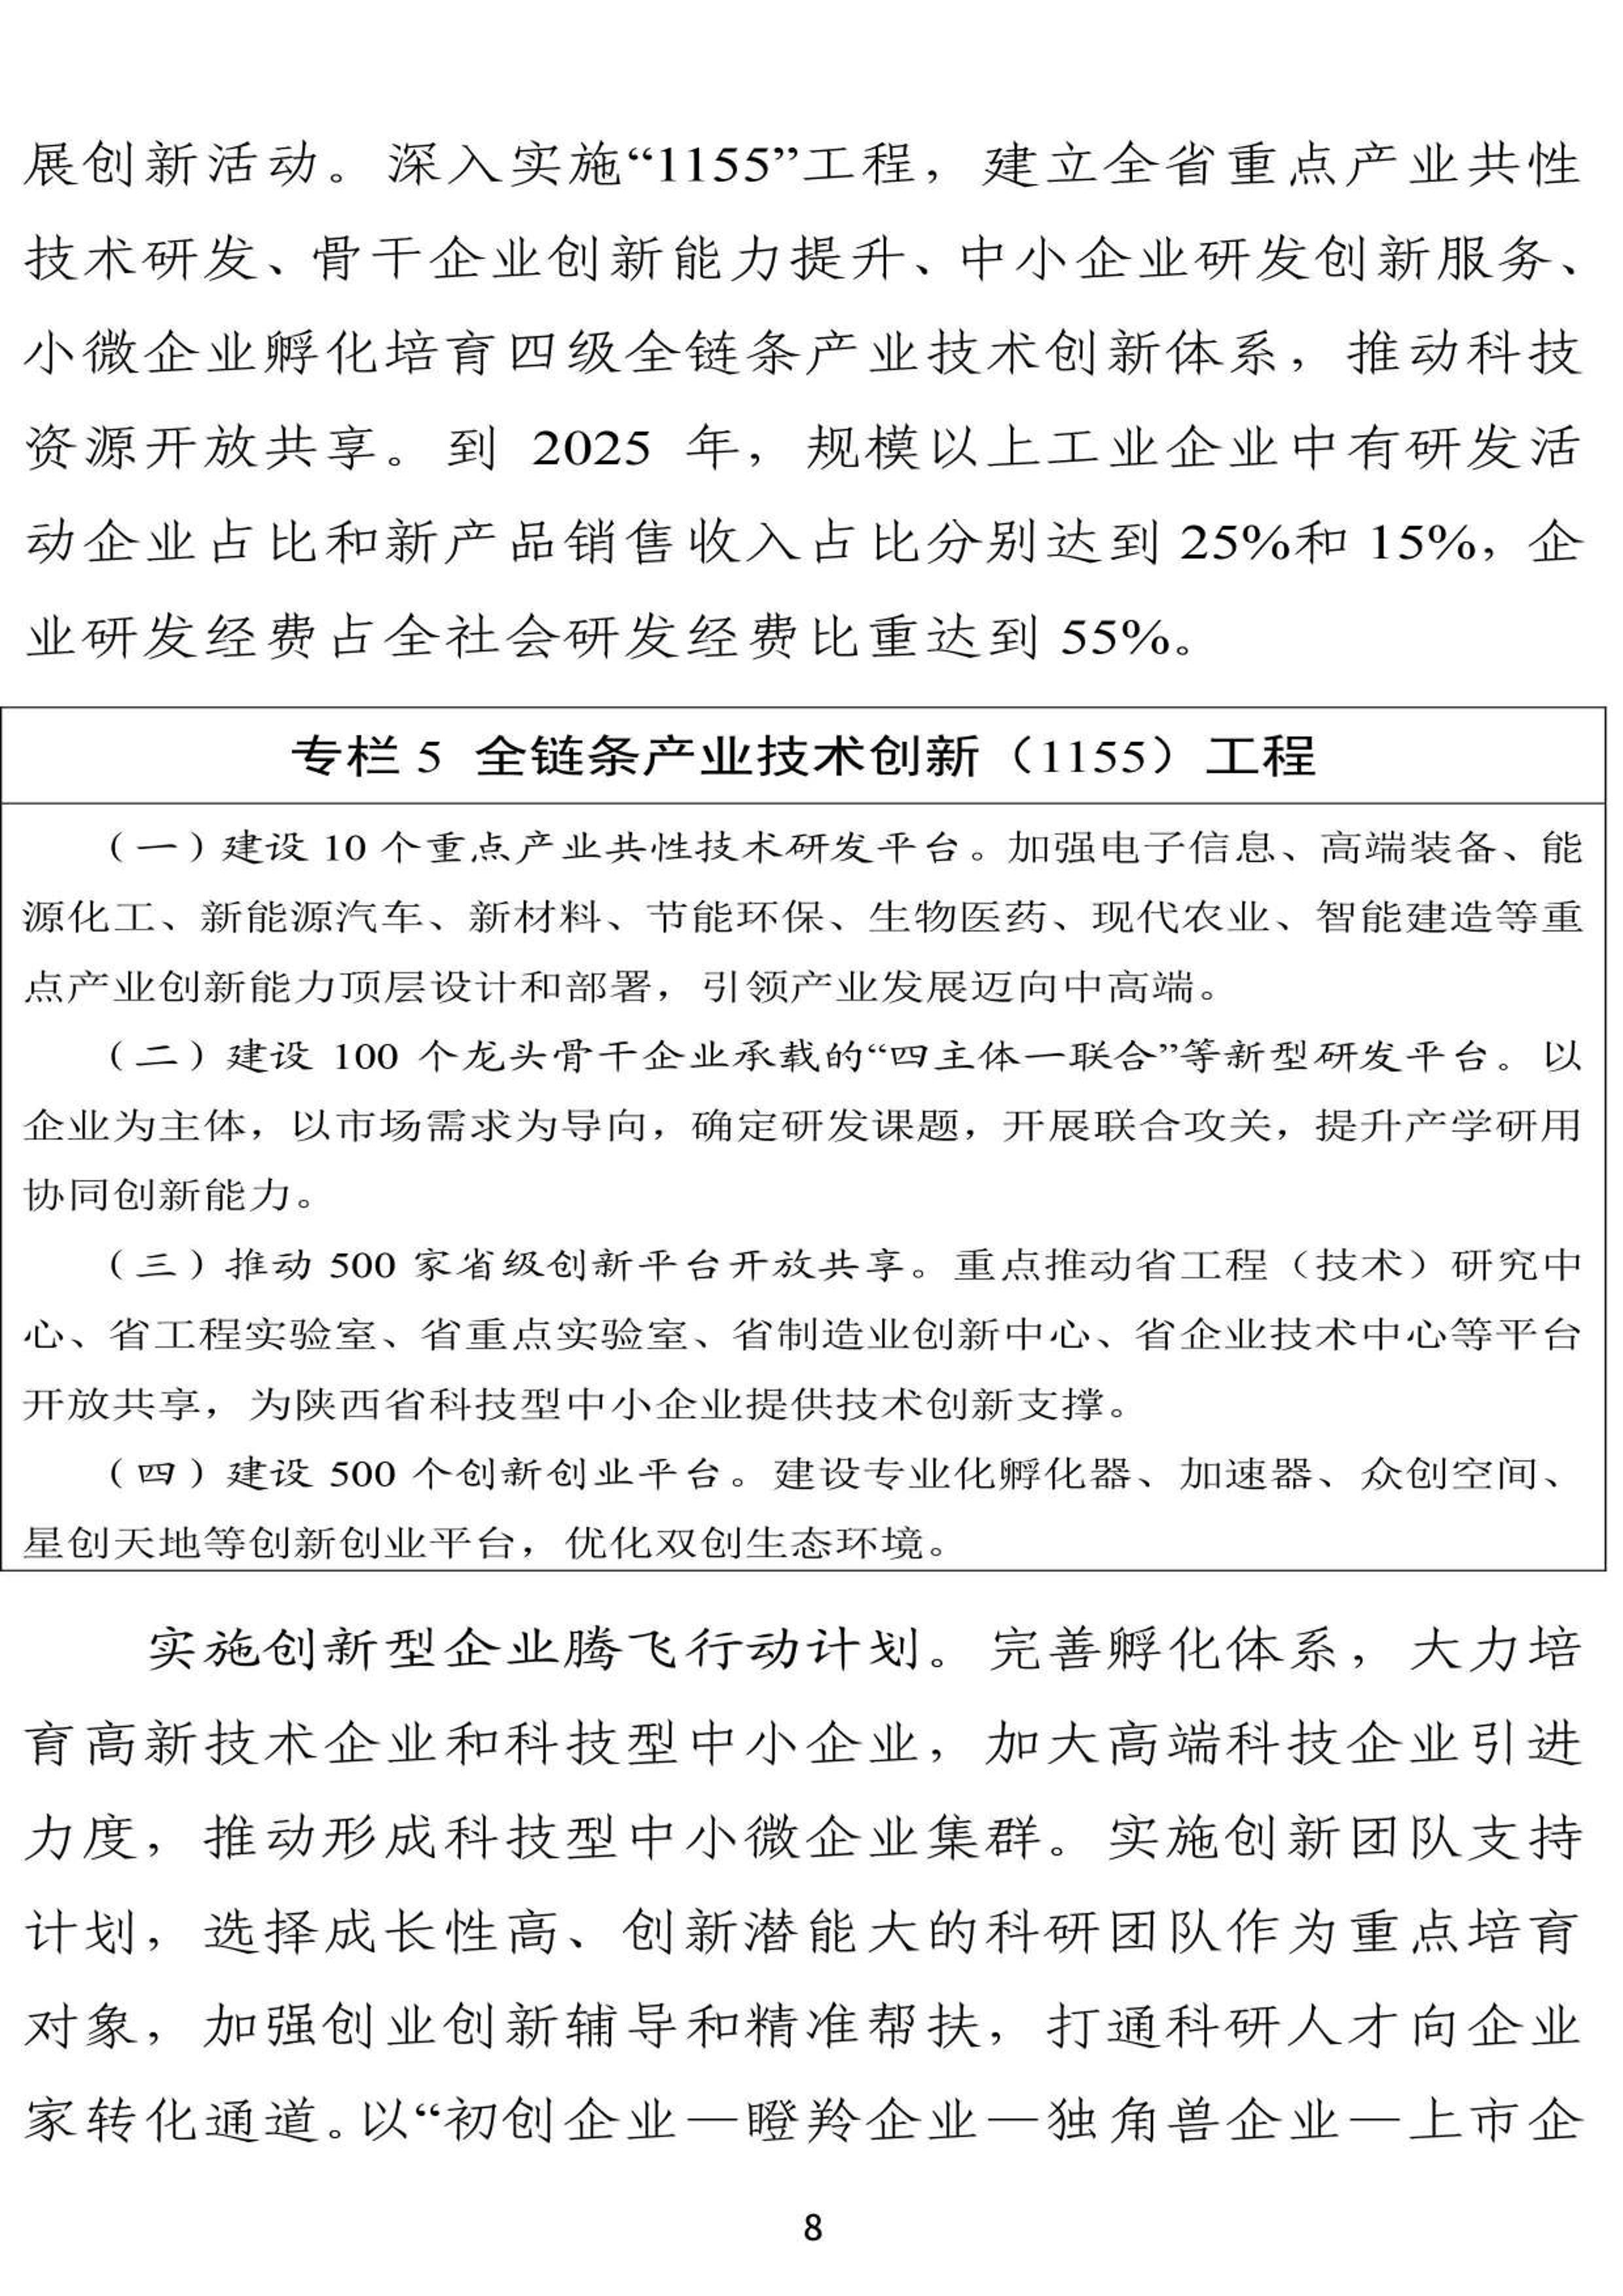 展创新活动。深入实施“1155”工程，建立全省重点产业共性
技术研发、骨干企业创新能力提升、中小企业研发创新服务、
小微企业孵化培育四级全链条产业技术创新体系，推动科技
资源开放共享。到 2025 年，规模以上工业企业中有研发活
动企业占比和新产品销售收入占比分别达到 25%和 15%，企
业研发经费占全社会研发经费比重达到 55%。
专栏 5 全链条产业技术创新（1155）工程
（一）建设 10 个重点产业共性技术研发平台。加强电子信息、高端装备、能
源化工、新能源汽车、新材料、节能环保、生物医药、现代农业、智能建造等重
点产业创新能力顶层设计和部署，引领产业发展迈向中高端。
（二）建设 100 个龙头骨干企业承载的“四主体一联合”等新型研发平台。以
企业为主体，以市场需求为导向，确定研发课题，开展联合攻关，提升产学研用
协同创新能力。
（三）推动 500 家省级创新平台开放共享。重点推动省工程（技术）研究中
心、省工程实验室、省重点实验室、省制造业创新中心、省企业技术中心等平台
开放共享，为陕西省科技型中小企业提供技术创新支撑。
（四）建设 500 个创新创业平台。建设专业化孵化器、加速器、众创空间、
星创天地等创新创业平台，优化双创生态环境。
实施创新型企业腾飞行动计划。完善孵化体系，大力培
育高新技术企业和科技型中小企业，加大高端科技企业引进
力度，推动形成科技型中小微企业集群。实施创新团队支持
计划，选择成长性高、创新潜能大的科研团队作为重点培育
对象，加强创业创新辅导和精准帮扶，打通科研人才向企业
家转化通道。以“初创企业—瞪羚企业—独角兽企业—上市企
8